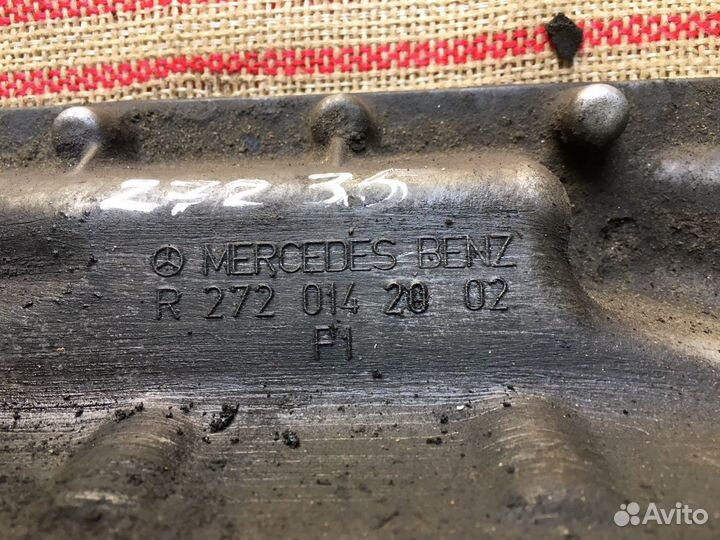 272 35
MERCEDES BENZ
R 272 014 20 02
F1
Avito